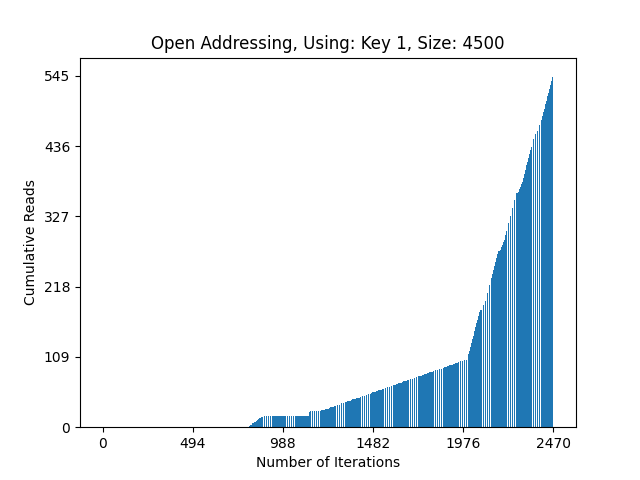 Open Addressing, Using: Key 1, Size: 4500
545
436
327
218
109
0
Cumulative Reads
0 494 988 1482 1976 2470
Number of Iterations